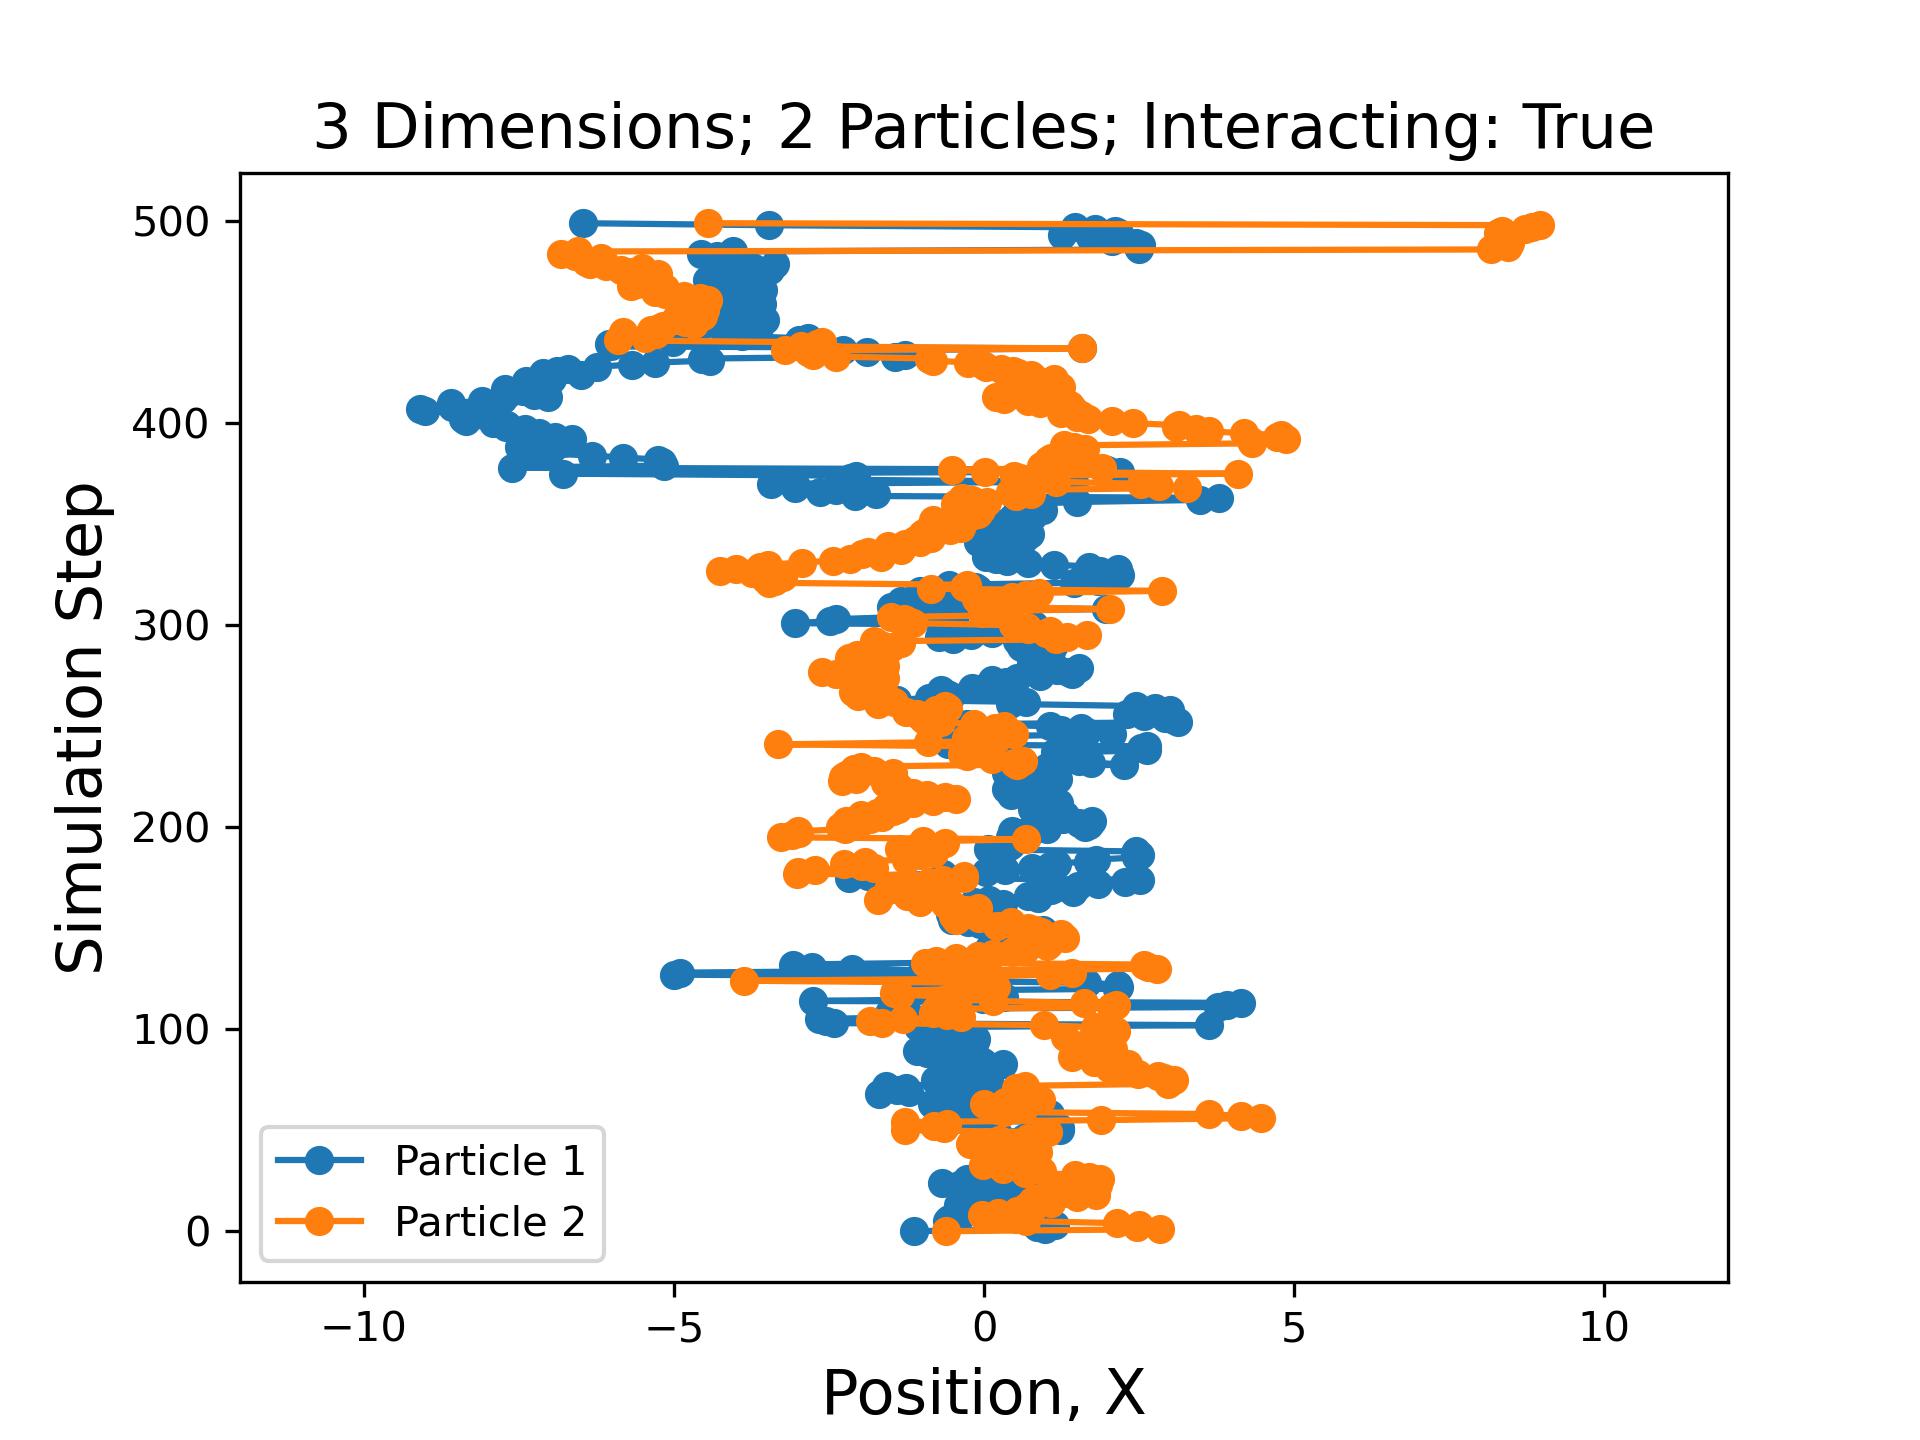 3 Dimensions; 2 Particles; Interacting: True
Simulation Step
500
400
300
200
100
0
Particle 1
Particle 2
−10
−5
0
5
10
Position, X